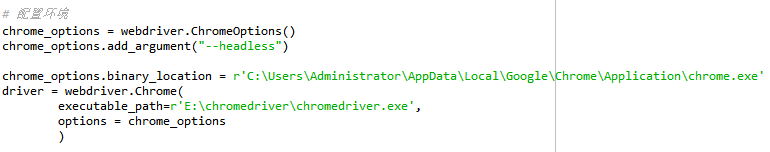 # 配置环境
chrome_options = webdriver.ChromeOptions()
chrome_options.add_argument("--headless")
chrome_options.binary_location = r'C:\Users\Administrator\AppData\Local\Google\Chrome\Application\chrome.exe'
driver = webdriver.Chrome(
executable_path=r'E:\chromedriver\chromedriver.exe',
options = chrome_options
)